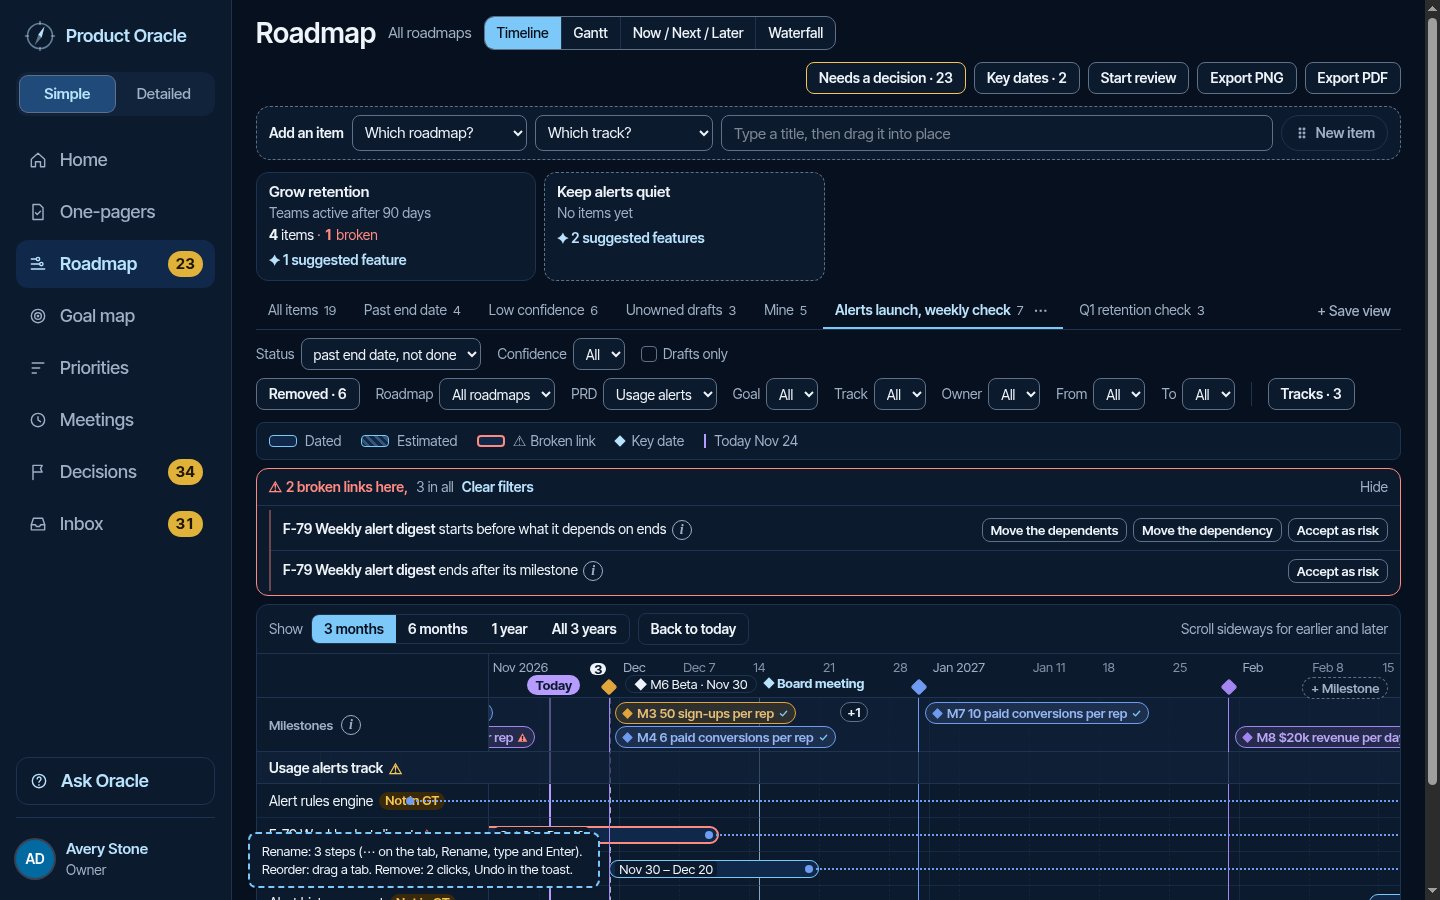 Product Oracle
Simple
Detailed
Home
One-pagers
Roadmap 23
Goal map
Priorities
Meetings
Decisions 34
Inbox 31
Ask Oracle
AD
Avery Stone
Owner
Roadmap All roadmaps Timeline Gantt Now / Next / Later Waterfall
Needs a decision · 23 Key dates · 2 Start review Export PNG Export PDF
Add an item Which roadmap? Which track? Type a title, then drag it into place New item
Grow retention
Teams active after 90 days
4 items · 1 broken
1 suggested feature
Keep alerts quiet
No items yet
2 suggested features
All items 19 Past end date 4 Low confidence 6 Unowned drafts 3 Mine 5 Alerts launch, weekly check 7 ··· Q1 retention check 3 + Save view
Status past end date, not done Confidence All Drafts only
Removed · 6 Roadmap All roadmaps PRD Usage alerts Goal All Track All Owner All From All To All Tracks · 3
Dated Estimated ⚠ Broken link Key date Today Nov 24
⚠ 2 broken links here, 3 in all Clear filters Hide
F-79 Weekly alert digest starts before what it depends on ends i Move the dependents Move the dependency Accept as risk
F-79 Weekly alert digest ends after its milestone i Accept as risk
Show 3 months 6 months 1 year All 3 years Back to today Scroll sideways for earlier and later
Nov 2026 3 Dec Dec 7 14 21 28 Jan 2027 Jan 11 18 25 Feb Feb 8 15
Today M6 Beta · Nov 30 Board meeting + Milestone
Milestones i
M3 50 sign-ups per rep ✓ +1 M7 10 paid conversions per rep ✓
rep ⚠ M4 6 paid conversions per rep ✓ M8 $20k revenue per day
Usage alerts track ⚠
Alert rules engine Not in GT
Nov 30 – Dec 20
Rename: 3 steps (··· on the tab, Rename, type and Enter).
Reorder: drag a tab. Remove: 2 clicks, Undo in the toast.